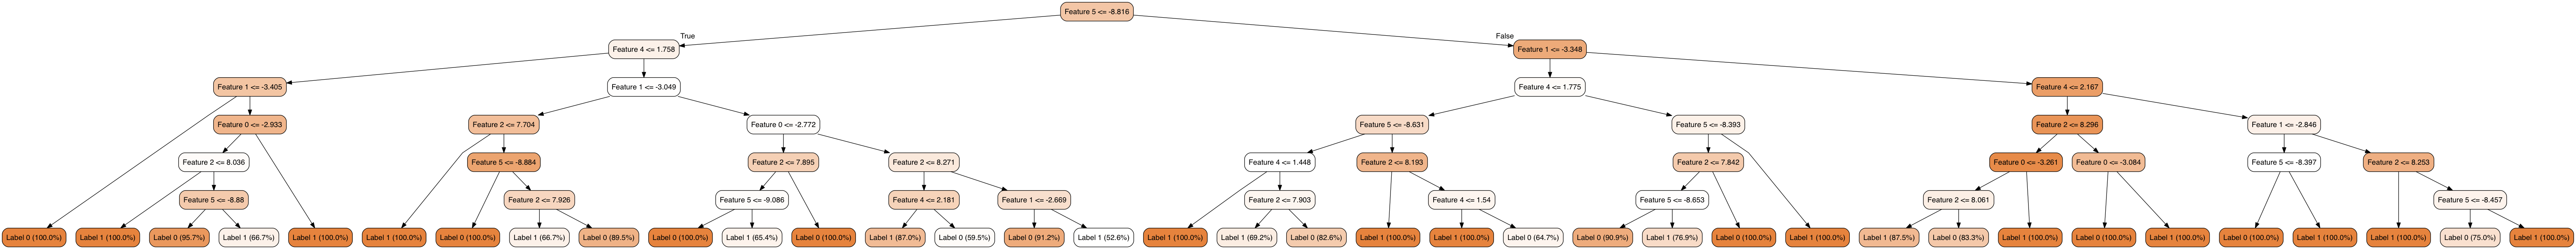 Feature 5 <= -8.816
True
False
Feature 4 <= 1.758
Feature 1 <= -3.348
Feature 1 <= -3.405
Feature 1 <= -3.049
Feature 4 <= 1.775
Feature 4 <= 2.167
Feature 0 <= -2.933
Feature 2 <= 7.704
Feature 0 <= -2.772
Feature 5 <= -8.631
Feature 5 <= -8.393
Feature 2 <= 8.296
Feature 1 <= -2.846
Feature 2 <= 8.036
Feature 5 <= -8.884
Feature 2 <= 7.895
Feature 2 <= 8.271
Feature 4 <= 1.448
Feature 2 <= 8.193
Feature 2 <= 7.842
Feature 0 <= -3.261
Feature 0 <= -3.084
Feature 5 <= -8.397
Feature 2 <= 8.253
Feature 5 <= -8.88
Feature 2 <= 7.926
Feature 5 <= -9.086
Feature 4 <= 2.181
Feature 1 <= -2.669
Feature 2 <= 7.903
Feature 4 <= 1.54
Feature 5 <= -8.653
Feature 2 <= 8.061
Feature 5 <= -8.457
Label 0 (100.0%)
Label 1 (100.0%)
Label 0 (95.7%)
Label 1 (66.7%)
Label 1 (100.0%)
Label 1 (100.0%)
Label 0 (100.0%)
Label 1 (66.7%)
Label 0 (89.5%)
Label 0 (100.0%)
Label 1 (65.4%)
Label 0 (100.0%)
Label 1 (87.0%)
Label 0 (59.5%)
Label 0 (91.2%)
Label 1 (52.6%)
Label 1 (100.0%)
Label 1 (69.2%)
Label 0 (82.6%)
Label 1 (100.0%)
Label 1 (100.0%)
Label 0 (64.7%)
Label 0 (90.9%)
Label 1 (76.9%)
Label 0 (100.0%)
Label 1 (100.0%)
Label 1 (87.5%)
Label 0 (83.3%)
Label 1 (100.0%)
Label 0 (100.0%)
Label 1 (100.0%)
Label 0 (100.0%)
Label 1 (100.0%)
Label 1 (100.0%)
Label 0 (75.0%)
Label 1 (100.0%)